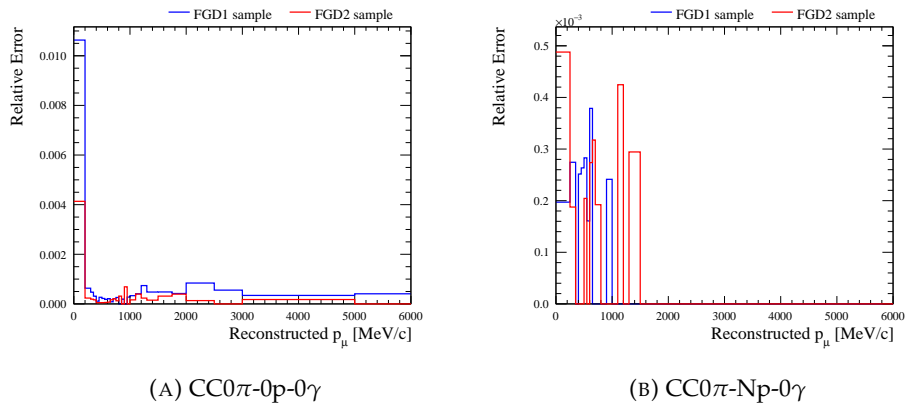 FGD1 sample FGD2 sample
Relative Error
0.010
0.008
0.006
0.004
0.002
0.000
0 1000 2000 3000 4000 5000 6000
Reconstructed pμ [MeV/c]
(A) CC0π-0p-0γ
FGD1 sample FGD2 sample
×10⁻³
Relative Error
0.5
0.4
0.3
0.2
0.1
0.0
0 1000 2000 3000 4000 5000 6000
Reconstructed pμ [MeV/c]
(B) CC0π-Np-0γ